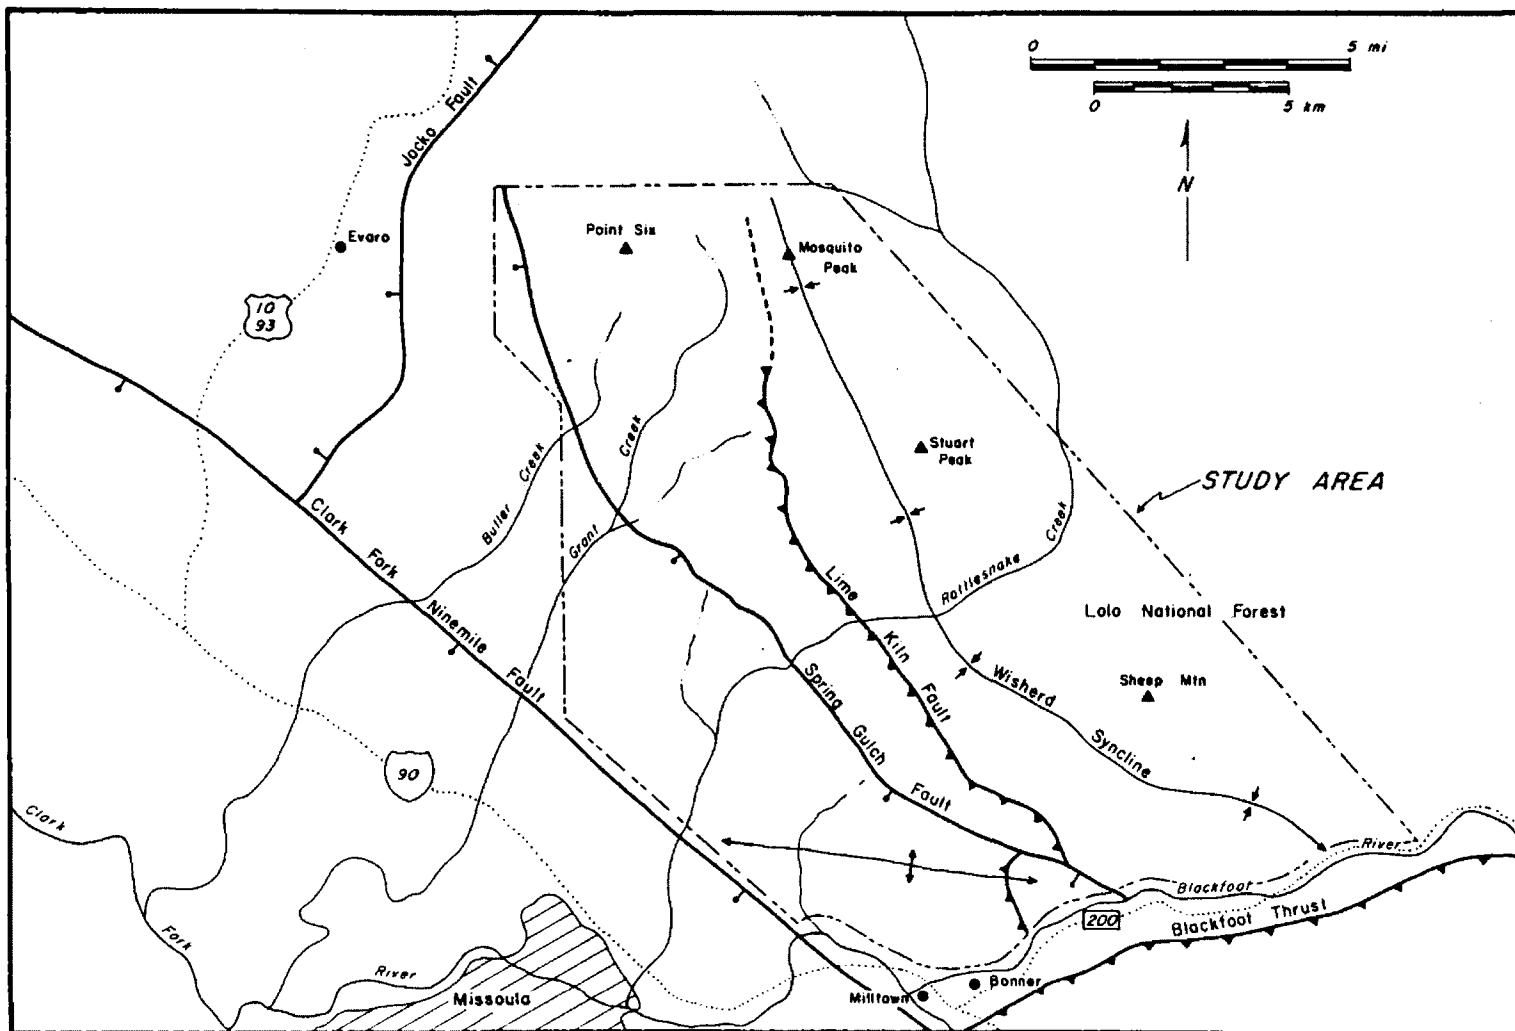 0 5 mi
0 5 km
N
Jocko Fault
Evaro
10
93
Point Six
Mosquito
Peak
Stuart
Peak
STUDY AREA
Butler Creek
Grant Creek
Rattlesnake Creek
Clark Fork Ninemile Fault
Lime Kiln Fault
Lolo National Forest
Sheep Mtn
Wisherd Syncline
Spring Gulch Fault
90
Clark Fork River
Blackfoot River
200
Blackfoot Thrust
Missoula
Milltown
Bonner